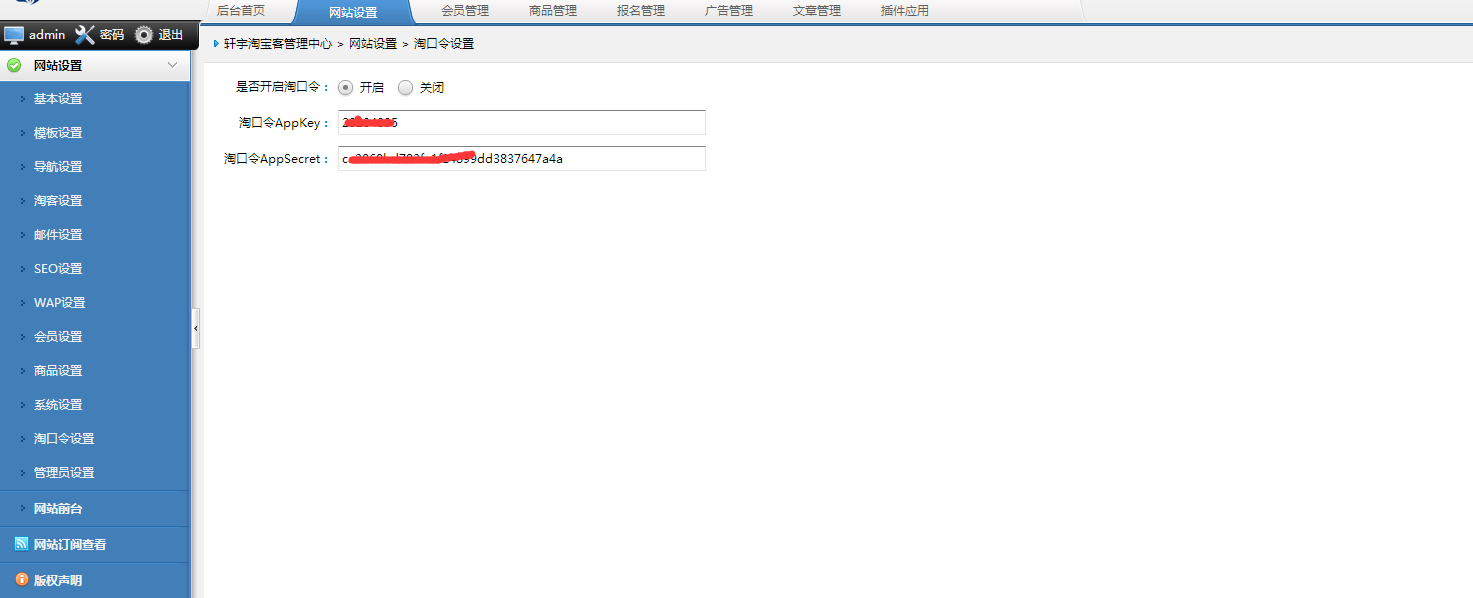 后台首页 网站设置 会员管理 商品管理 报名管理 广告管理 文章管理 插件应用
admin 密码 退出
轩宇淘宝客管理中心 > 网站设置 > 淘口令设置
网站设置
是否开启淘口令： 开启 关闭
淘口令AppKey：
淘口令AppSecret： dd3837647a4a
基本设置
模板设置
导航设置
淘客设置
邮件设置
SEO设置
WAP设置
会员设置
商品设置
系统设置
淘口令设置
管理员设置
网站前台
网站订阅查看
版权声明